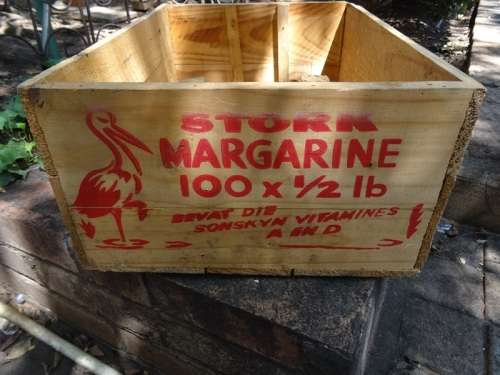 STORK
MARGARINE
100 x 1/2 lb
BEVAT DIE
SONSKYN VITAMINES
A EN D